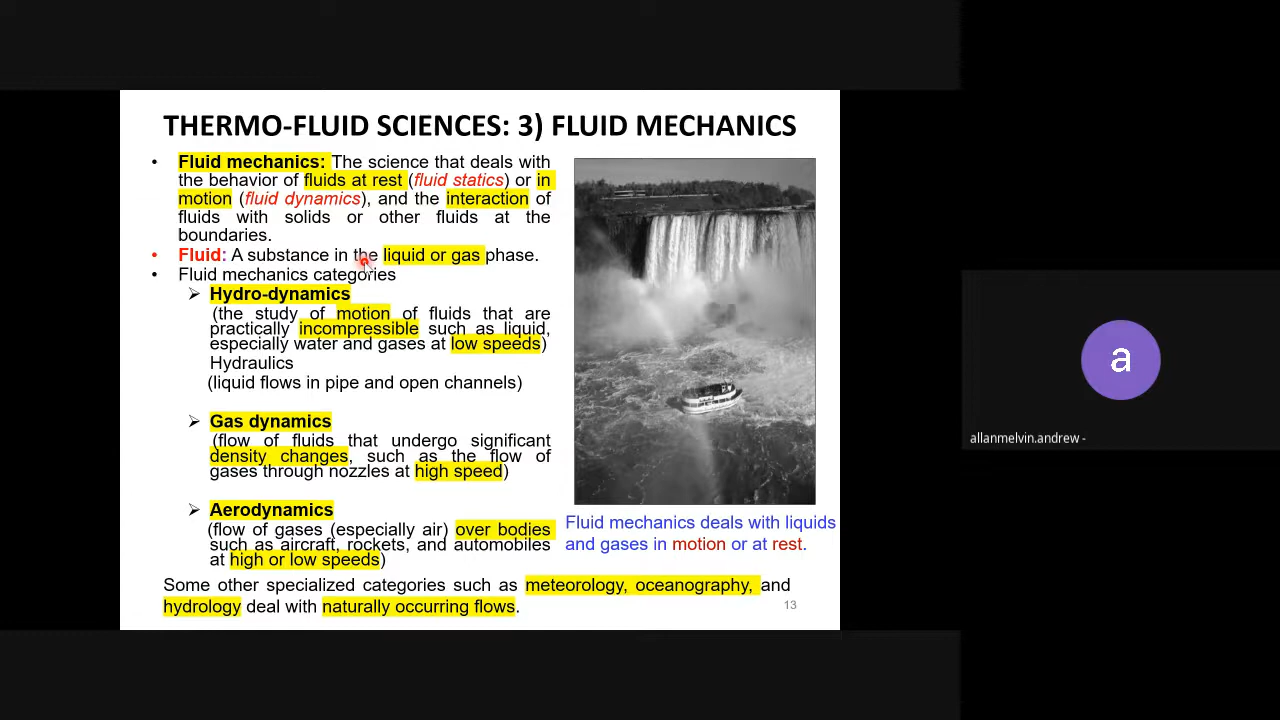 THERMO-FLUID SCIENCES: 3) FLUID MECHANICS
• Fluid mechanics: The science that deals with
the behavior of fluids at rest (fluid statics) or in
motion (fluid dynamics), and the interaction of
fluids with solids or other fluids at the
boundaries.
• Fluid: A substance in the liquid or gas phase.
• Fluid mechanics categories
➢ Hydro-dynamics
(the study of motion of fluids that are
practically incompressible such as liquid,
especially water and gases at low speeds)
Hydraulics
(liquid flows in pipe and open channels)
➢ Gas dynamics
(flow of fluids that undergo significant
density changes, such as the flow of
gases through nozzles at high speed)
➢ Aerodynamics
(flow of gases (especially air) over bodies
such as aircraft, rockets, and automobiles
at high or low speeds)
Fluid mechanics deals with liquids
and gases in motion or at rest.
Some other specialized categories such as meteorology, oceanography, and
hydrology deal with naturally occurring flows.
13
a
allanmelvin.andrew -